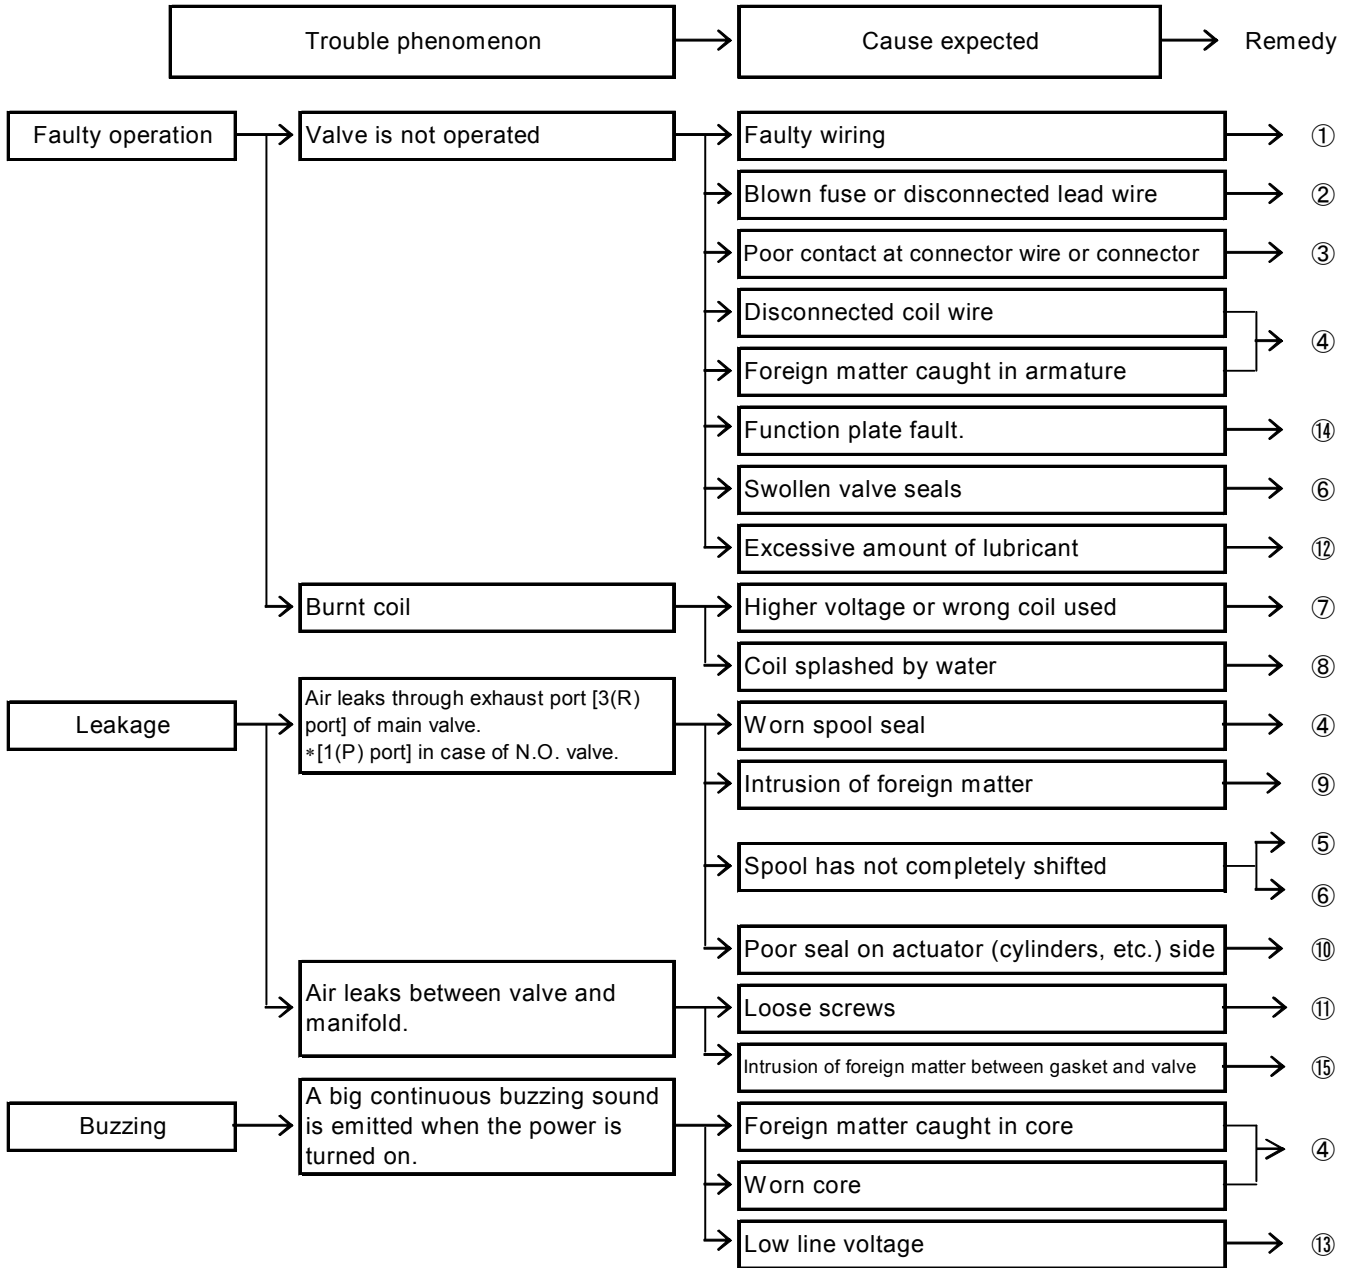 Trouble phenomenon
Cause expected
Remedy
Faulty operation
Valve is not operated
Faulty wiring
①
Blown fuse or disconnected lead wire
②
Poor contact at connector wire or connector
③
Disconnected coil wire
Foreign matter caught in armature
④
Function plate fault.
⑭
Swollen valve seals
⑥
Excessive amount of lubricant
⑫
Burnt coil
Higher voltage or wrong coil used
⑦
Coil splashed by water
⑧
Leakage
Air leaks through exhaust port [3(R)
port] of main valve.
*[1(P) port] in case of N.O. valve.
Worn spool seal
④
Intrusion of foreign matter
⑨
Spool has not completely shifted
⑤
⑥
Poor seal on actuator (cylinders, etc.) side
⑩
Air leaks between valve and
manifold.
Loose screws
⑪
Intrusion of foreign matter between gasket and valve
⑮
Buzzing
A big continuous buzzing sound
is emitted when the power is
turned on.
Foreign matter caught in core
Worn core
④
Low line voltage
⑬